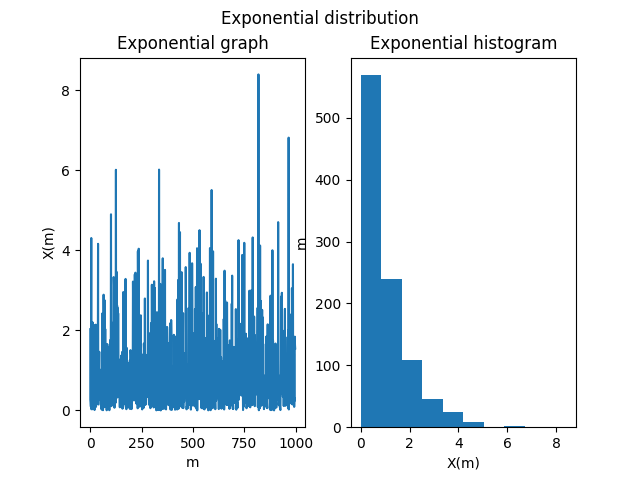 Exponential distribution
Exponential graph
8
6
4
2
0
X(m)
0 250 500 750 1000
m
Exponential histogram
500
400
300
200
100
0
m
0 2 4 6 8
X(m)